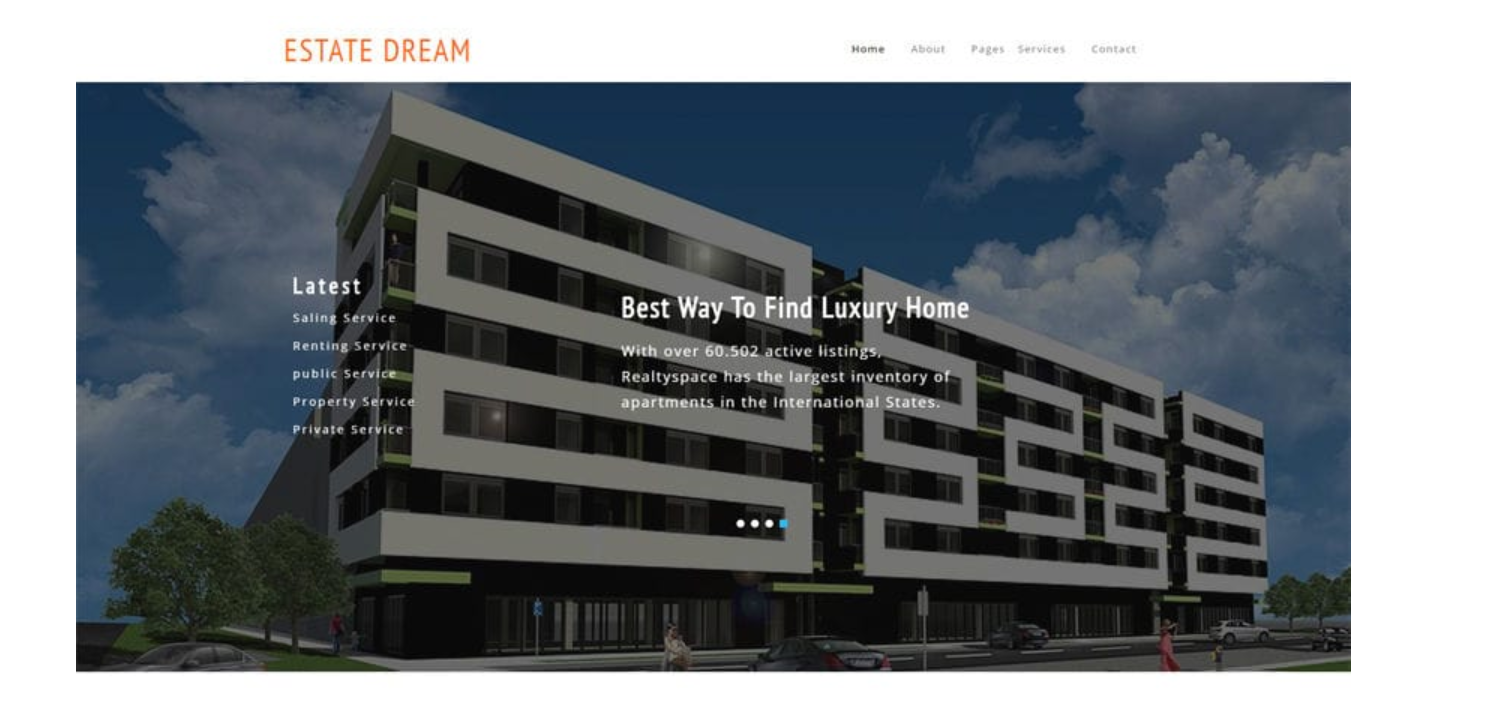 ESTATE DREAM
Home About Pages Services Contact
Latest
Saling Service
Renting Service
public Service
Property Service
Private Service
Best Way To Find Luxury Home
With over 60.502 active listings,
Realtyspace has the largest inventory of
apartments in the International States.